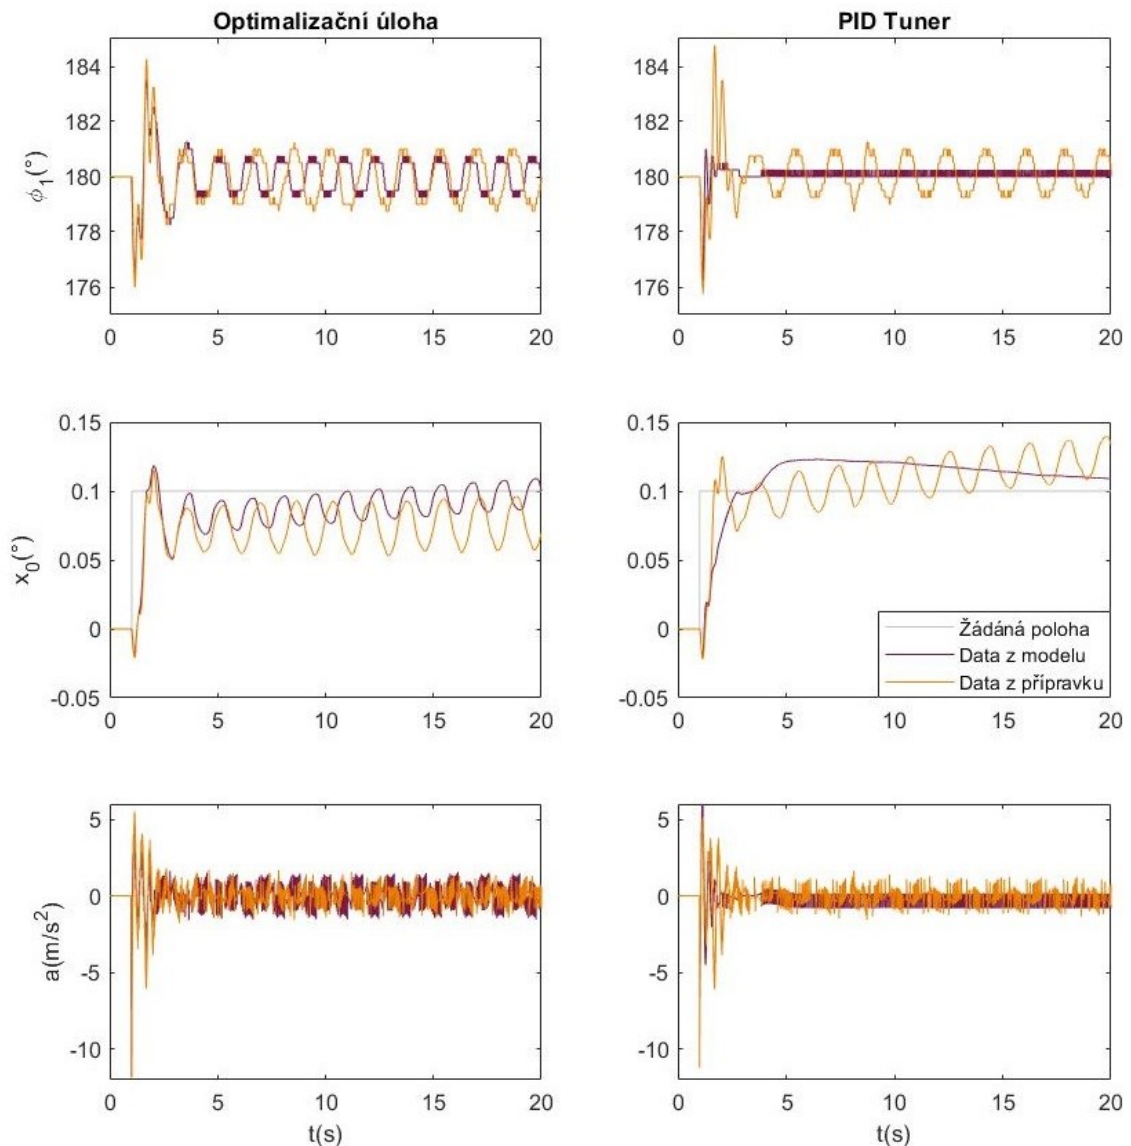 Optimalizační úloha
PID Tuner
184
182
180
178
176
ϕ1(°)
0 5 10 15 20
184
182
180
178
176
0 5 10 15 20
0.15
0.1
0.05
0
-0.05
x0(°)
0 5 10 15 20
0.15
0.1
0.05
0
-0.05
Žádáná poloha
Data z modelu
Data z přípravku
0 5 10 15 20
5
0
-5
-10
a(m/s2)
0 5 10 15 20
t(s)
5
0
-5
-10
0 5 10 15 20
t(s)